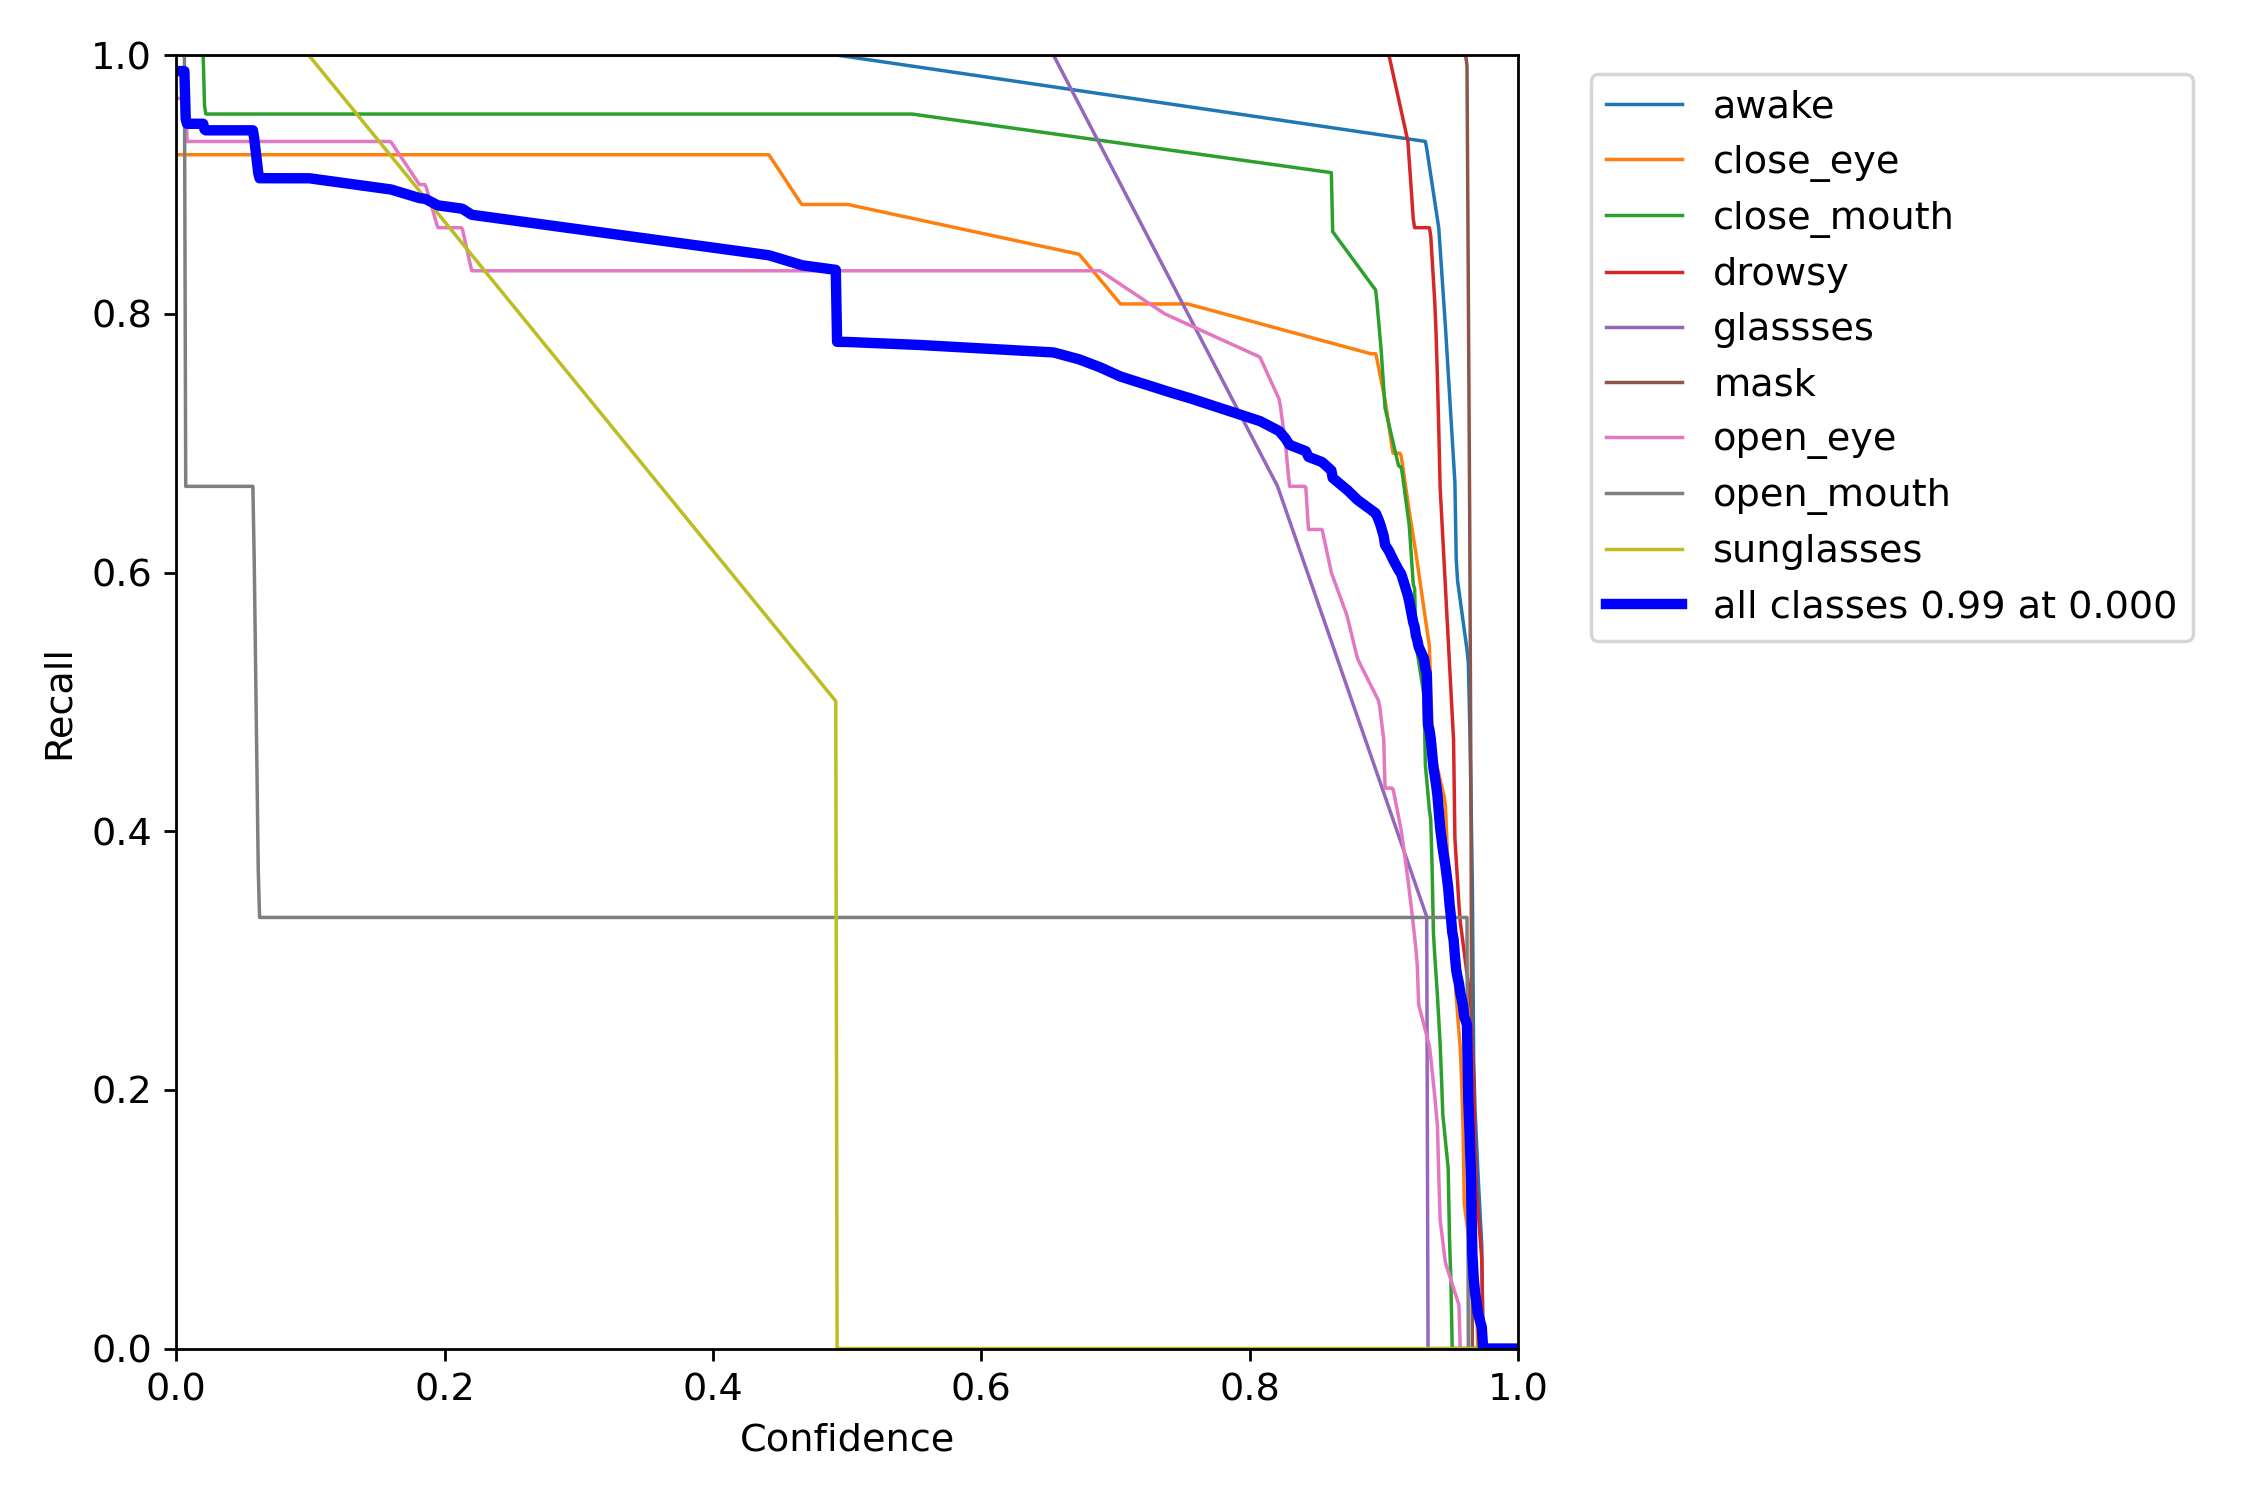 1.0
0.8
0.6
0.4
0.2
0.0
Recall
0.0 0.2 0.4 0.6 0.8 1.0
Confidence
awake
close_eye
close_mouth
drowsy
glassses
mask
open_eye
open_mouth
sunglasses
all classes 0.99 at 0.000